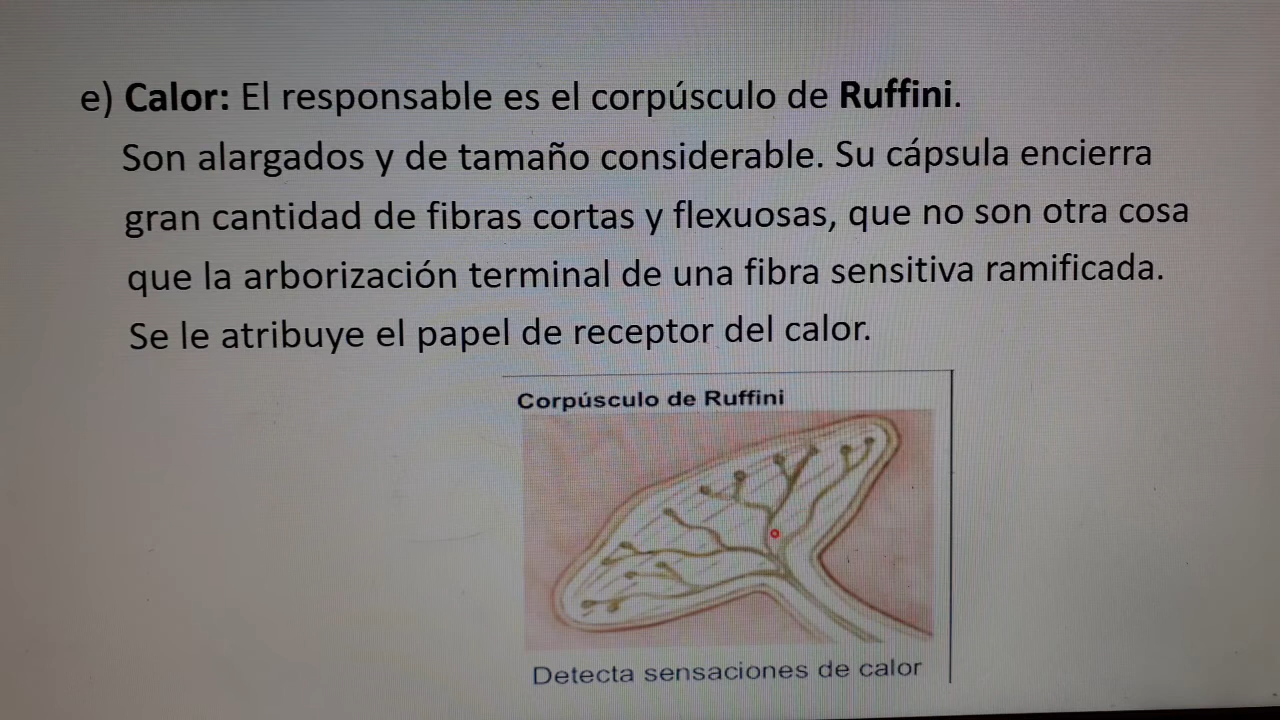 e) Calor: El responsable es el corpúsculo de Ruffini.
Son alargados y de tamaño considerable. Su cápsula encierra
gran cantidad de fibras cortas y flexuosas, que no son otra cosa
que la arborización terminal de una fibra sensitiva ramificada.
Se le atribuye el papel de receptor del calor.
Corpúsculo de Ruffini
Detecta sensaciones de calor